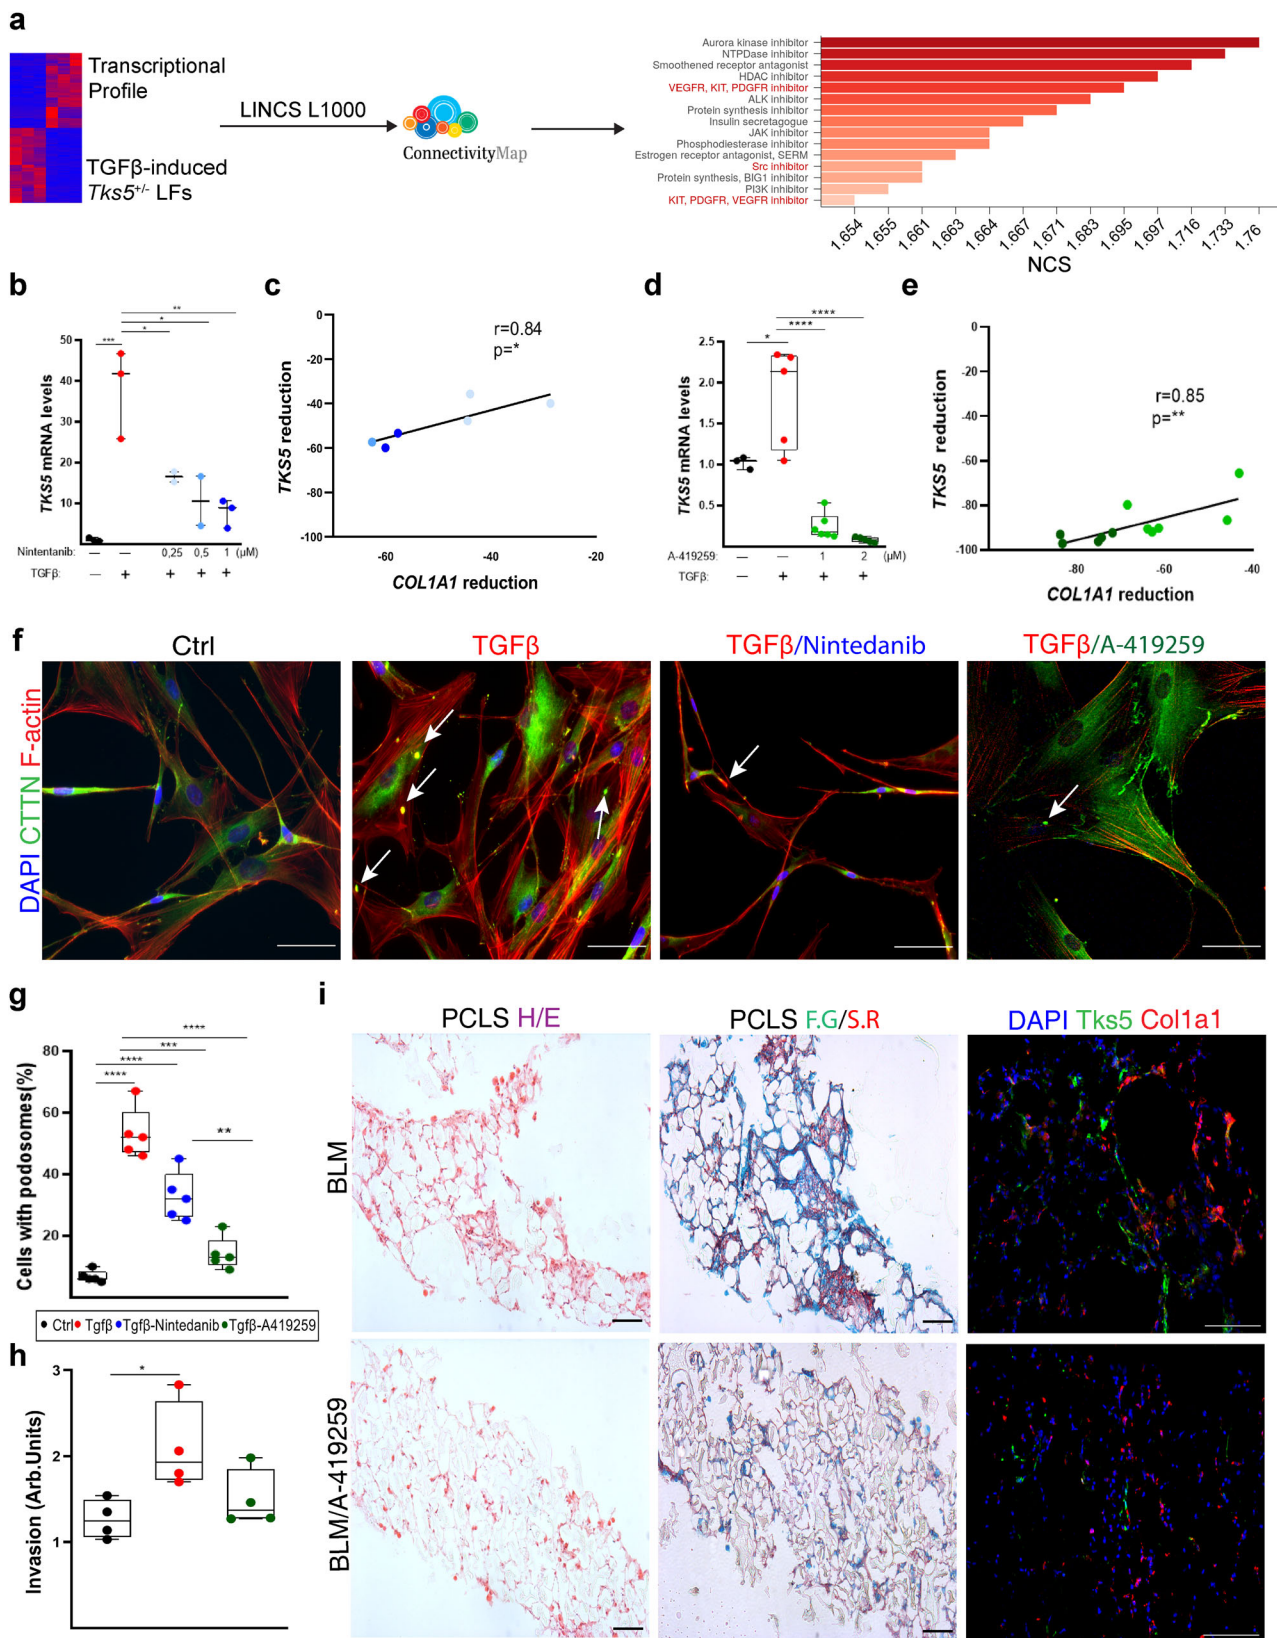 a
Transcriptional
Profile
TGFβ-induced
Tks5+/- LFs
LINCS L1000
ConnectivityMap
Aurora kinase inhibitor
NTPDase inhibitor
Smoothened receptor antagonist
HDAC inhibitor
VEGFR, KIT, PDGFR inhibitor
ALK inhibitor
Protein synthesis inhibitor
Insulin secretagogue
JAK inhibitor
Phosphodiesterase inhibitor
Estrogen receptor antagonist, SERM
Src inhibitor
Protein synthesis, BIG1 inhibitor
PI3K inhibitor
KIT, PDGFR, VEGFR inhibitor
1.654 1.655 1.661 1.663 1.664 1.667 1.671 1.683 1.695 1.697 1.716 1.733 1.76
NCS
b
TKS5 mRNA levels
50
40
30
20
10
***
*
*
**
Nintentanib: — — 0,25 0,5 1 (μM)
TGFβ: — + + + +
c
TKS5 reduction
0
-20
-40
-60
-80
-100
r=0.84
p=*
-60 -40 -20
COL1A1 reduction
d
TKS5 mRNA levels
2.5
2.0
1.5
1.0
0.5
*
****
****
A-419259: — — 1 2 (μM)
TGFβ: — + + +
e
TKS5 reduction
0
-20
-40
-60
-80
-100
r=0.85
p=**
-80 -60 -40
COL1A1 reduction
f
DAPI CTTN F-actin
Ctrl
TGFβ
TGFβ/Nintedanib
TGFβ/A-419259
g
Cells with podosomes(%)
80
60
40
20
****
****
***
****
**
Ctrl Tgfβ Tgfβ-Nintedanib Tgfβ-A419259
h
Invasion (Arb.Units)
3
2
1
*
i
PCLS H/E
PCLS F.G/S.R
DAPI Tks5 Col1a1
BLM
BLM/A-419259